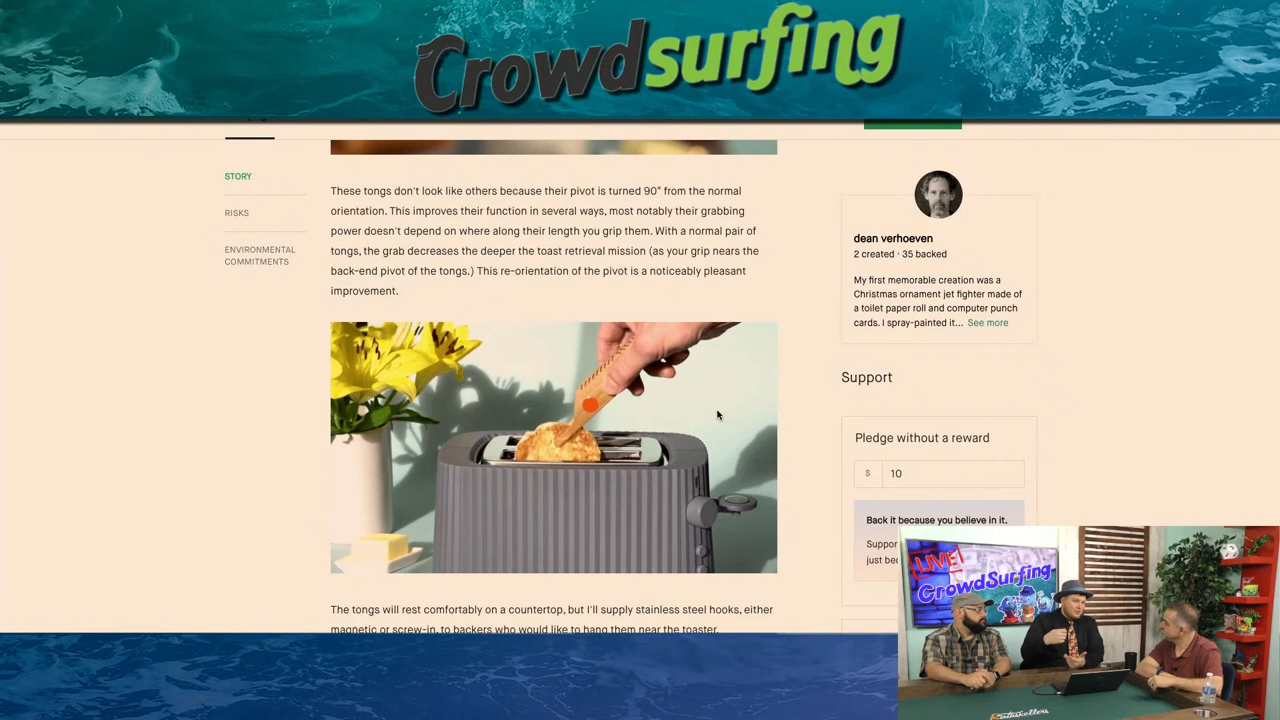 Crowdsurfing
STORY
RISKS
ENVIRONMENTAL
COMMITMENTS
These tongs don't look like others because their pivot is turned 90° from the normal
orientation. This improves their function in several ways, most notably their grabbing
power doesn't depend on where along their length you grip them. With a normal pair of
tongs, the grab decreases the deeper the toast retrieval mission (as your grip nears the
back-end pivot of the tongs.) This re-orientation of the pivot is a noticeably pleasant
improvement.
The tongs will rest comfortably on a countertop, but I'll supply stainless steel hooks, either
magnetic or screw-in, to backers who would like to hang them near the toaster.
dean verhoeven
2 created · 35 backed
My first memorable creation was a
Christmas ornament jet fighter made of
a toilet paper roll and computer punch
cards. I spray-painted it... See more
Support
Pledge without a reward
$ 10
Back it because you believe in it.
LIVE!
CrowdSurfing